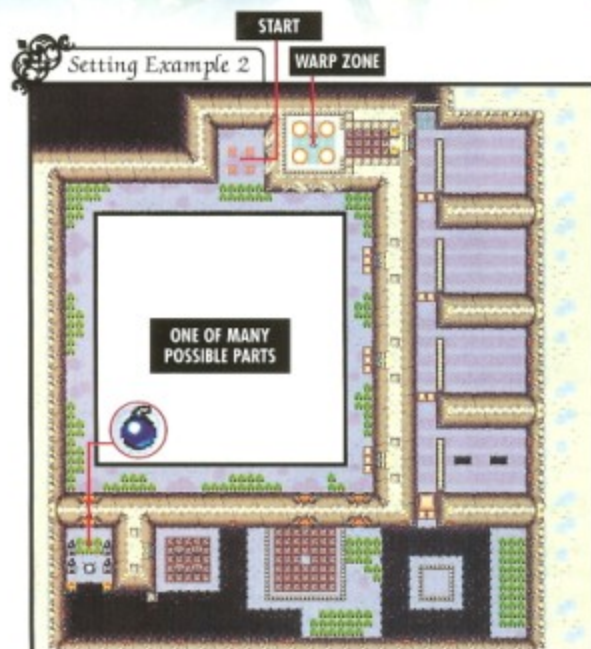 START
Setting Example 2
WARP ZONE
ONE OF MANY
POSSIBLE PARTS